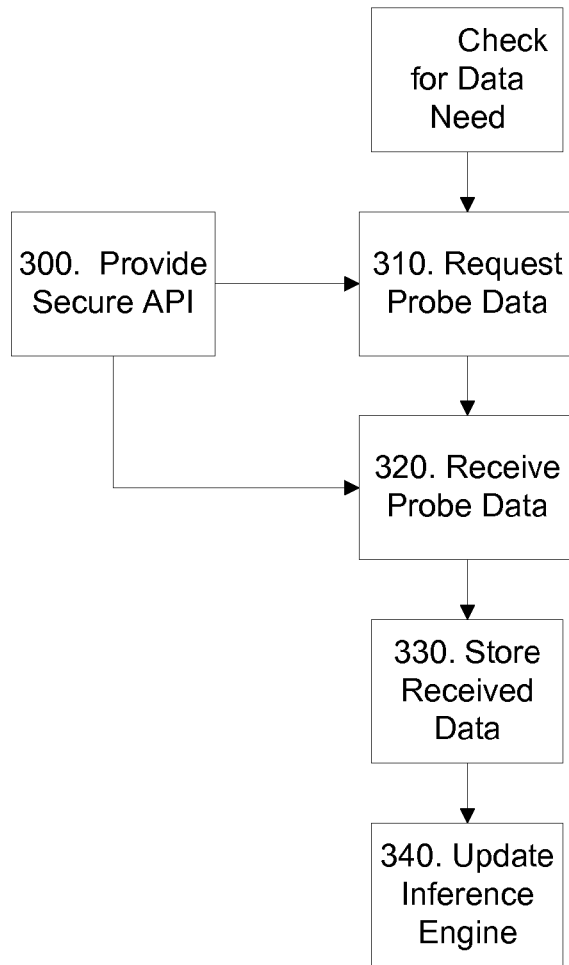 Check
for Data
Need
300. Provide
Secure API
310. Request
Probe Data
320. Receive
Probe Data
330. Store
Received
Data
340. Update
Inference
Engine